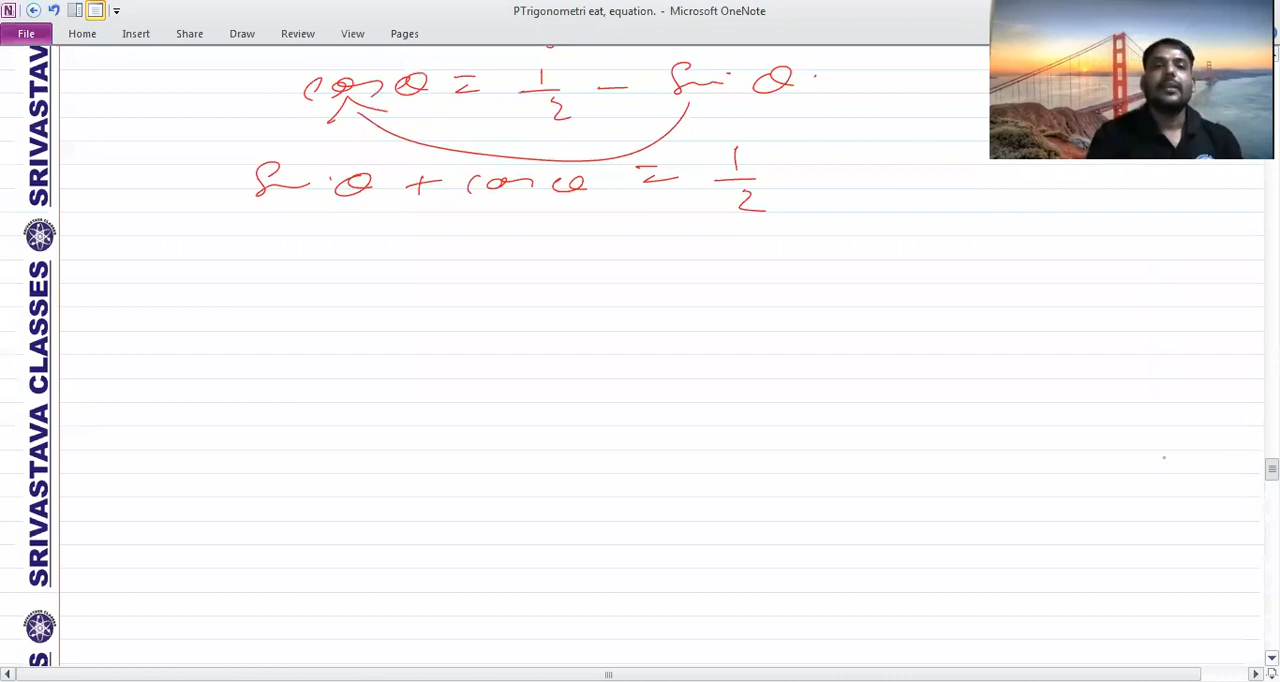 PTrigonometri eat, equation. - Microsoft OneNote
File Home Insert Share Draw Review View Pages
cos θ = 1/2 - sin θ
sin θ + cos θ = 1/2
SRIVASTAV
SRIVASTAVA CLASSES
S